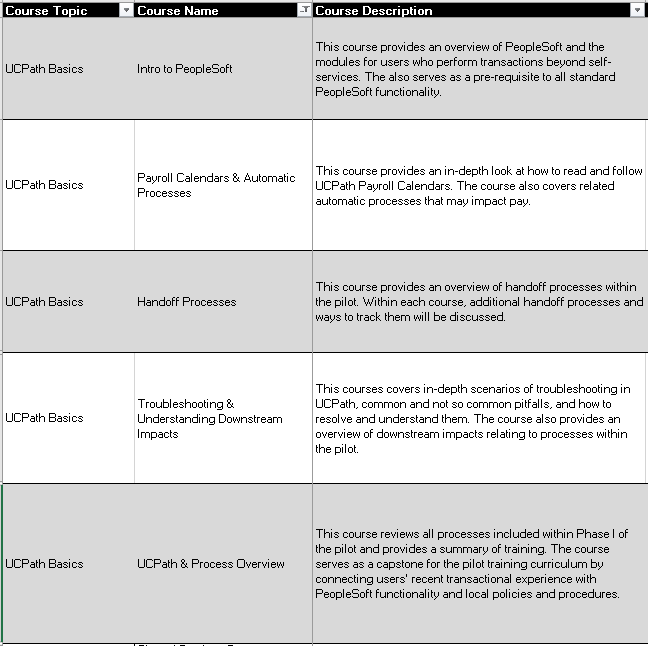 Course Topic Course Name Course Description
UCPath Basics
Intro to PeopleSoft
This course provides an overview of PeopleSoft and the
modules for users who perform transactions beyond self-
services. The also serves as a pre-requisite to all standard
PeopleSoft functionality.
UCPath Basics
Payroll Calendars & Automatic
Processes
This course provides an in-depth look at how to read and follow
UCPath Payroll Calendars. The course also covers related
automatic processes that may impact pay.
UCPath Basics
Handoff Processes
This course provides an overview of handoff processes within
the pilot. Within each course, additional handoff processes and
ways to track them will be discussed.
UCPath Basics
Troubleshooting &
Understanding Downstream
Impacts
This courses covers in-depth scenarios of troubleshooting in
UCPath, common and not so common pitfalls, and how to
resolve and understand them. The course also provides an
overview of downstream impacts relating to processes within
the pilot.
UCPath Basics
UCPath & Process Overview
This course reviews all processes included within Phase I of
the pilot and provides a summary of training. The course
serves as a capstone for the pilot training curriculum by
connecting users' recent transactional experience with
PeopleSoft functionality and local policies and procedures.